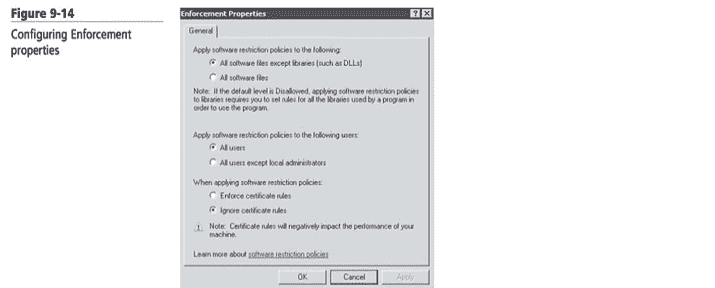 Figure 9-14
Configuring Enforcement
properties
Enforcement Properties
General
Apply software restriction policies to the following:
All software files except libraries (such as DLLs)
All software files
Note: If the default level is Disallowed, applying software restriction policies
to libraries requires you to set rules for all the libraries used by a program in
order to use the program.
Apply software restriction policies to the following users:
All users
All users except local administrators
When applying software restriction policies:
Enforce certificate rules
Ignore certificate rules
Note: Certificate rules will negatively impact the performance of your
machine.
Learn more about software restriction policies
OK
Cancel
Apply